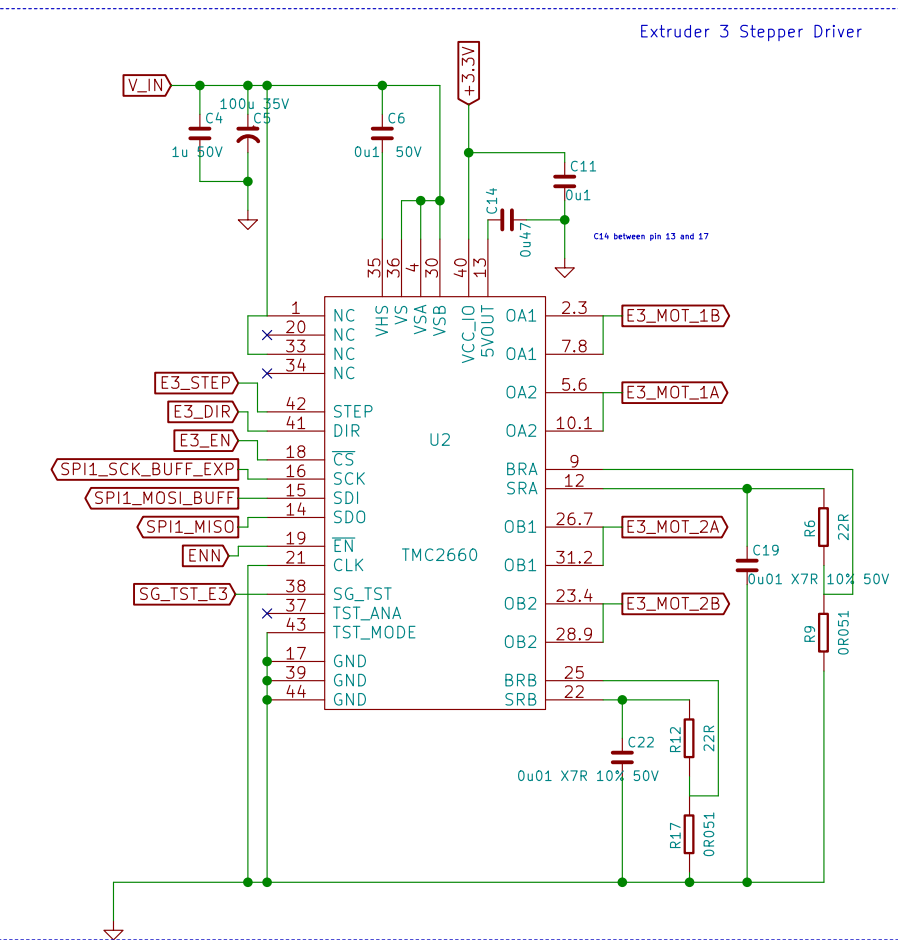 Extruder 3 Stepper Driver
V_IN
+3.3V
100u 35V
C4
C5
C6
1u 50V
0u1 50V
C11
0u1
C14
0u47
C14 between pin 13 and 17
35
36
4
30
40
13
VHS
VS
VSA
VSB
VCC_IO
5VOUT
1
NC
20
NC
33
NC
34
NC
E3_STEP
42
STEP
E3_DIR
41
DIR
E3_EN
18
CS
SPI1_SCK_BUFF_EXP
16
SCK
SPI1_MOSI_BUFF
15
SDI
SPI1_MISO
14
SDO
ENN
19
EN
21
CLK
SG_TST_E3
38
SG_TST
37
TST_ANA
43
TST_MODE
17
GND
39
GND
44
GND
U2
TMC2660
OA1
2.3
E3_MOT_1B
OA1
7.8
OA2
5.6
E3_MOT_1A
OA2
10.1
BRA
9
SRA
12
OB1
26.7
E3_MOT_2A
OB1
31.2
OB2
23.4
E3_MOT_2B
OB2
28.9
BRB
25
SRB
22
R6
22R
C19
0u01 X7R 10% 50V
R9
0R051
R12
22R
C22
0u01 X7R 10% 50V
R17
0R051